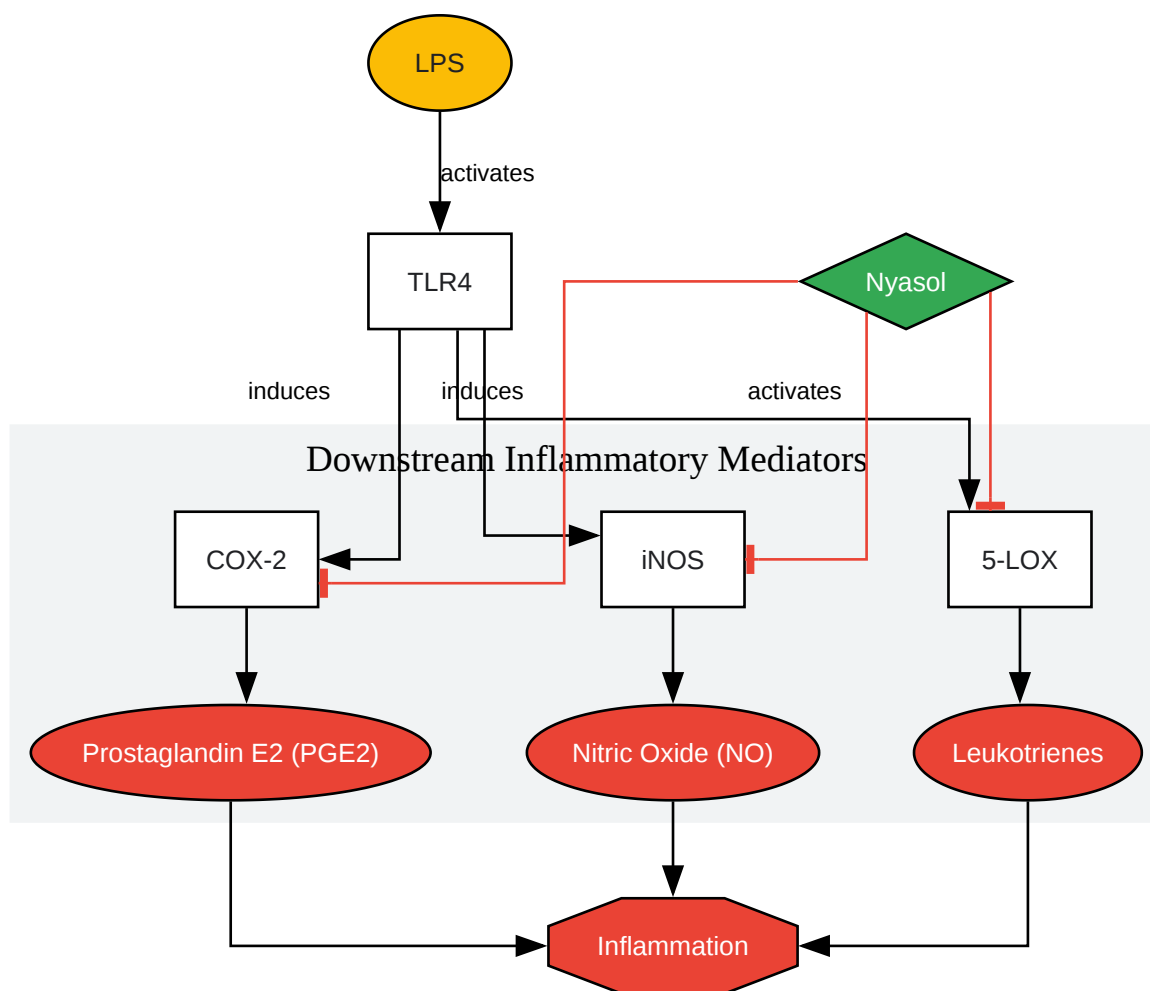 LPS
activates
TLR4
Nyasol
induces
induces
activates
Downstream Inflammatory Mediators
COX-2
iNOS
5-LOX
Prostaglandin E2 (PGE2)
Nitric Oxide (NO)
Leukotrienes
Inflammation